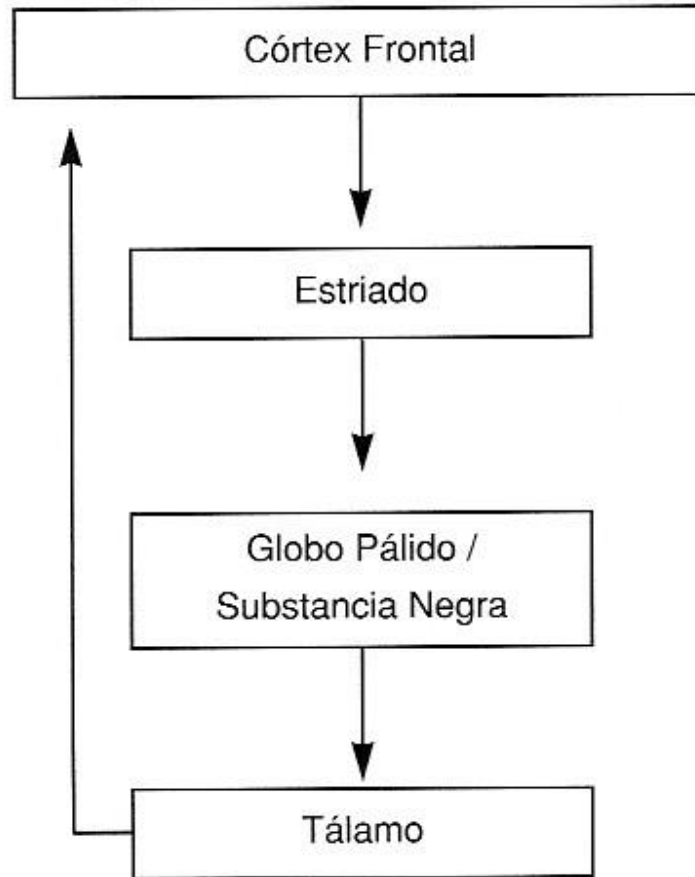 Córtex Frontal
Estriado
Globo Pálido /
Substancia Negra
Tálamo